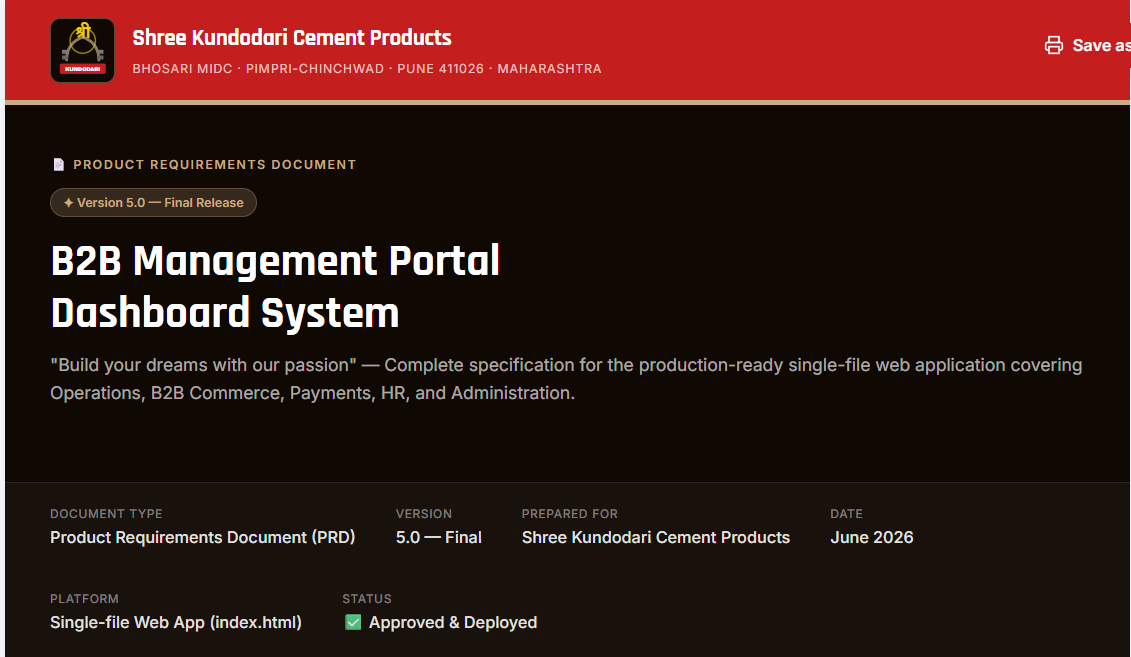 श्री
KUNDODARI
Shree Kundodari Cement Products
BHOSARI MIDC · PIMPRI-CHINCHWAD · PUNE 411026 · MAHARASHTRA
Save as
PRODUCT REQUIREMENTS DOCUMENT
✦ Version 5.0 — Final Release
B2B Management Portal
Dashboard System
"Build your dreams with our passion" — Complete specification for the production-ready single-file web application covering
Operations, B2B Commerce, Payments, HR, and Administration.
DOCUMENT TYPE
Product Requirements Document (PRD)
VERSION
5.0 — Final
PREPARED FOR
Shree Kundodari Cement Products
DATE
June 2026
PLATFORM
Single-file Web App (index.html)
STATUS
✅ Approved & Deployed